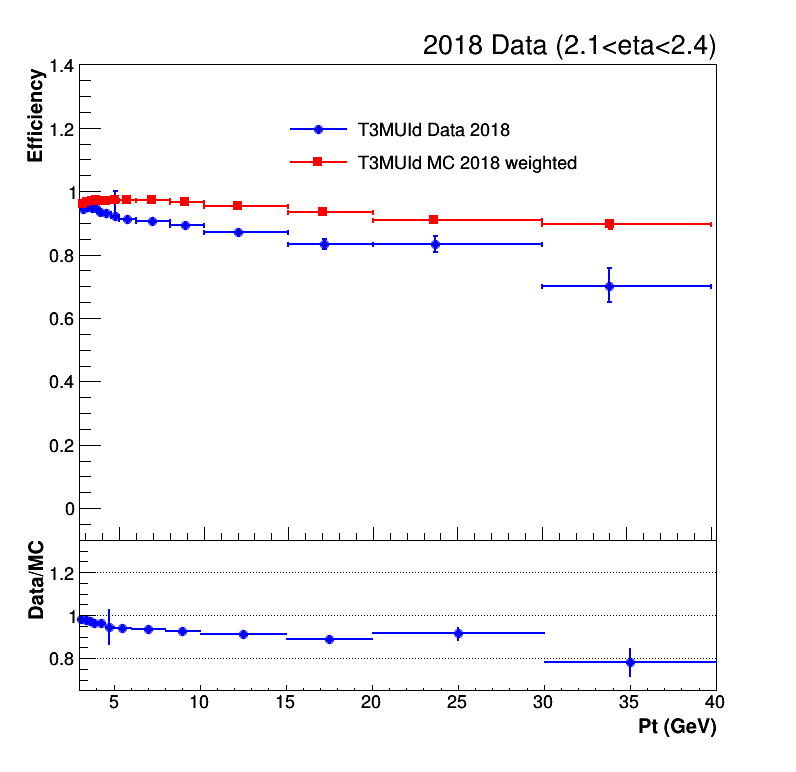 2018 Data (2.1<eta<2.4)
Efficiency
1.4
1.2
1
0.8
0.6
0.4
0.2
0
T3MUId Data 2018
T3MUId MC 2018 weighted
Data/MC
1.2
1
0.8
5 10 15 20 25 30 35 40
Pt (GeV)